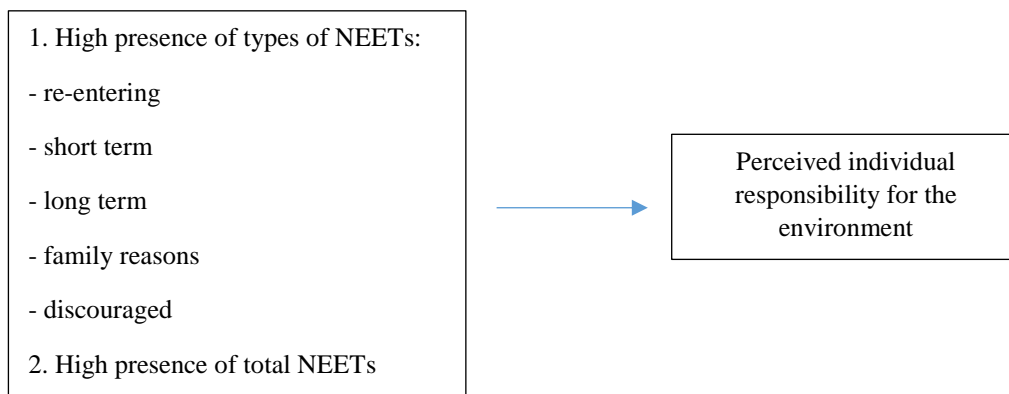 1. High presence of types of NEETs:
- re-entering
- short term
- long term
- family reasons
- discouraged
2. High presence of total NEETs
Perceived individual
responsibility for the
environment